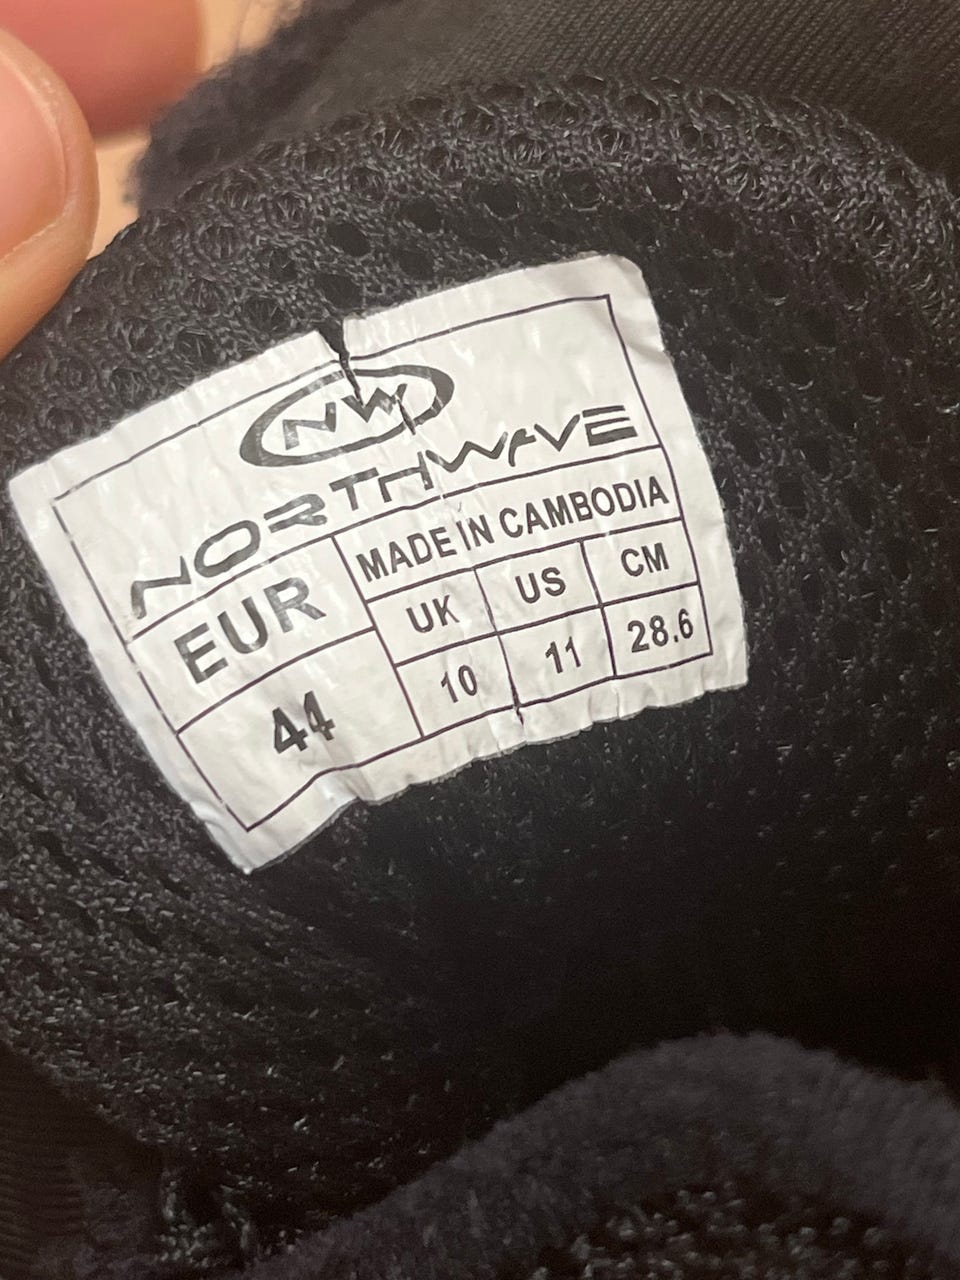 NW
NORTHWAVE
EUR
44
MADE IN CAMBODIA
UK US CM
10 11 28.6